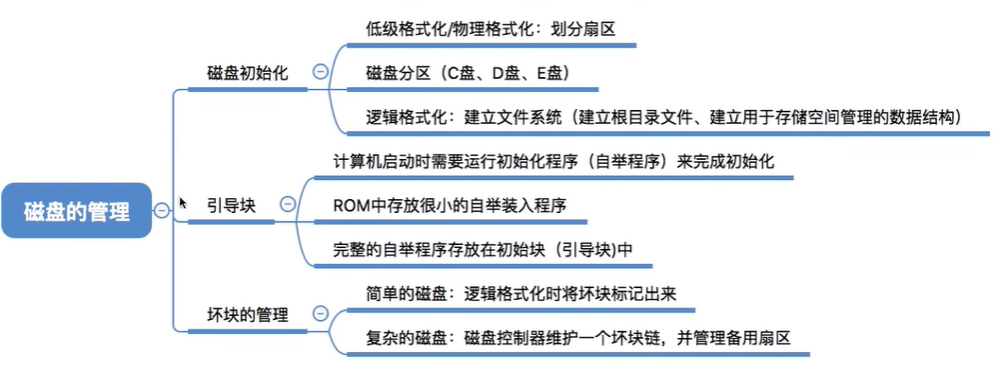 磁盘的管理
磁盘初始化
低级格式化/物理格式化：划分扇区
磁盘分区（C盘、D盘、E盘）
逻辑格式化：建立文件系统（建立根目录文件、建立用于存储空间管理的数据结构）
引导块
计算机启动时需要运行初始化程序（自举程序）来完成初始化
ROM中存放很小的自举装入程序
完整的自举程序存放在初始块（引导块)中
坏块的管理
简单的磁盘：逻辑格式化时将坏块标记出来
复杂的磁盘：磁盘控制器维护一个坏块链，并管理备用扇区